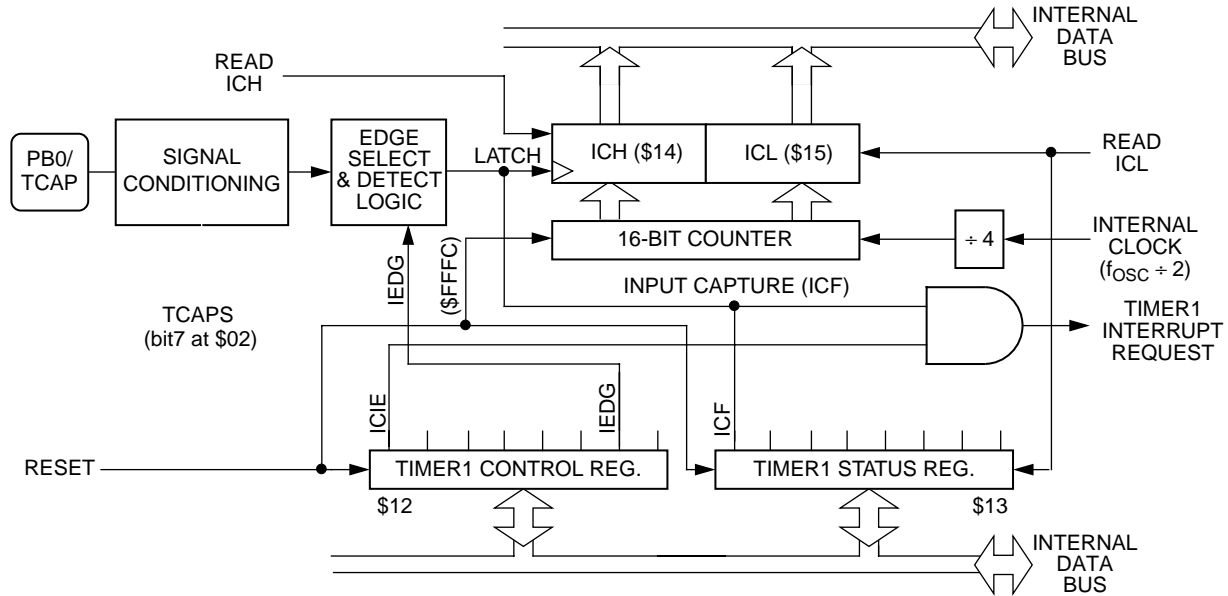 INTERNAL
DATA
BUS
READ
ICH
PB0/
TCAP
SIGNAL
CONDITIONING
EDGE
SELECT
& DETECT
LOGIC
LATCH
ICH ($14)
ICL ($15)
READ
ICL
16-BIT COUNTER
÷ 4
INTERNAL
CLOCK
(fOSC ÷ 2)
IEDG
($FFFC)
INPUT CAPTURE (ICF)
TCAPS
(bit7 at $02)
TIMER1
INTERRUPT
REQUEST
ICIE
IEDG
ICF
RESET
TIMER1 CONTROL REG.
TIMER1 STATUS REG.
$12
$13
INTERNAL
DATA
BUS